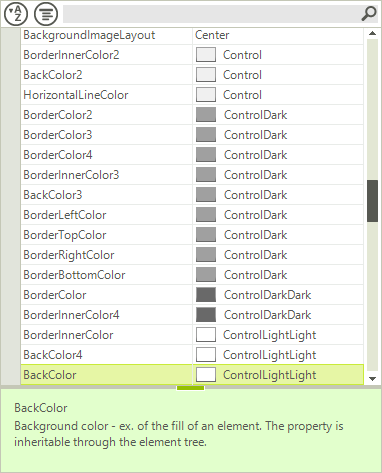 BackgroundImageLayout Center
BorderInnerColor2 Control
BackColor2 Control
HorizontalLineColor Control
BorderColor2 ControlDark
BorderColor3 ControlDark
BorderColor4 ControlDark
BorderInnerColor3 ControlDark
BackColor3 ControlDark
BorderLeftColor ControlDark
BorderTopColor ControlDark
BorderRightColor ControlDark
BorderBottomColor ControlDark
BorderColor ControlDarkDark
BorderInnerColor4 ControlDarkDark
BorderInnerColor ControlLightLight
BackColor4 ControlLightLight
BackColor ControlLightLight
BackColor
Background color - ex. of the fill of an element. The property is
inheritable through the element tree.